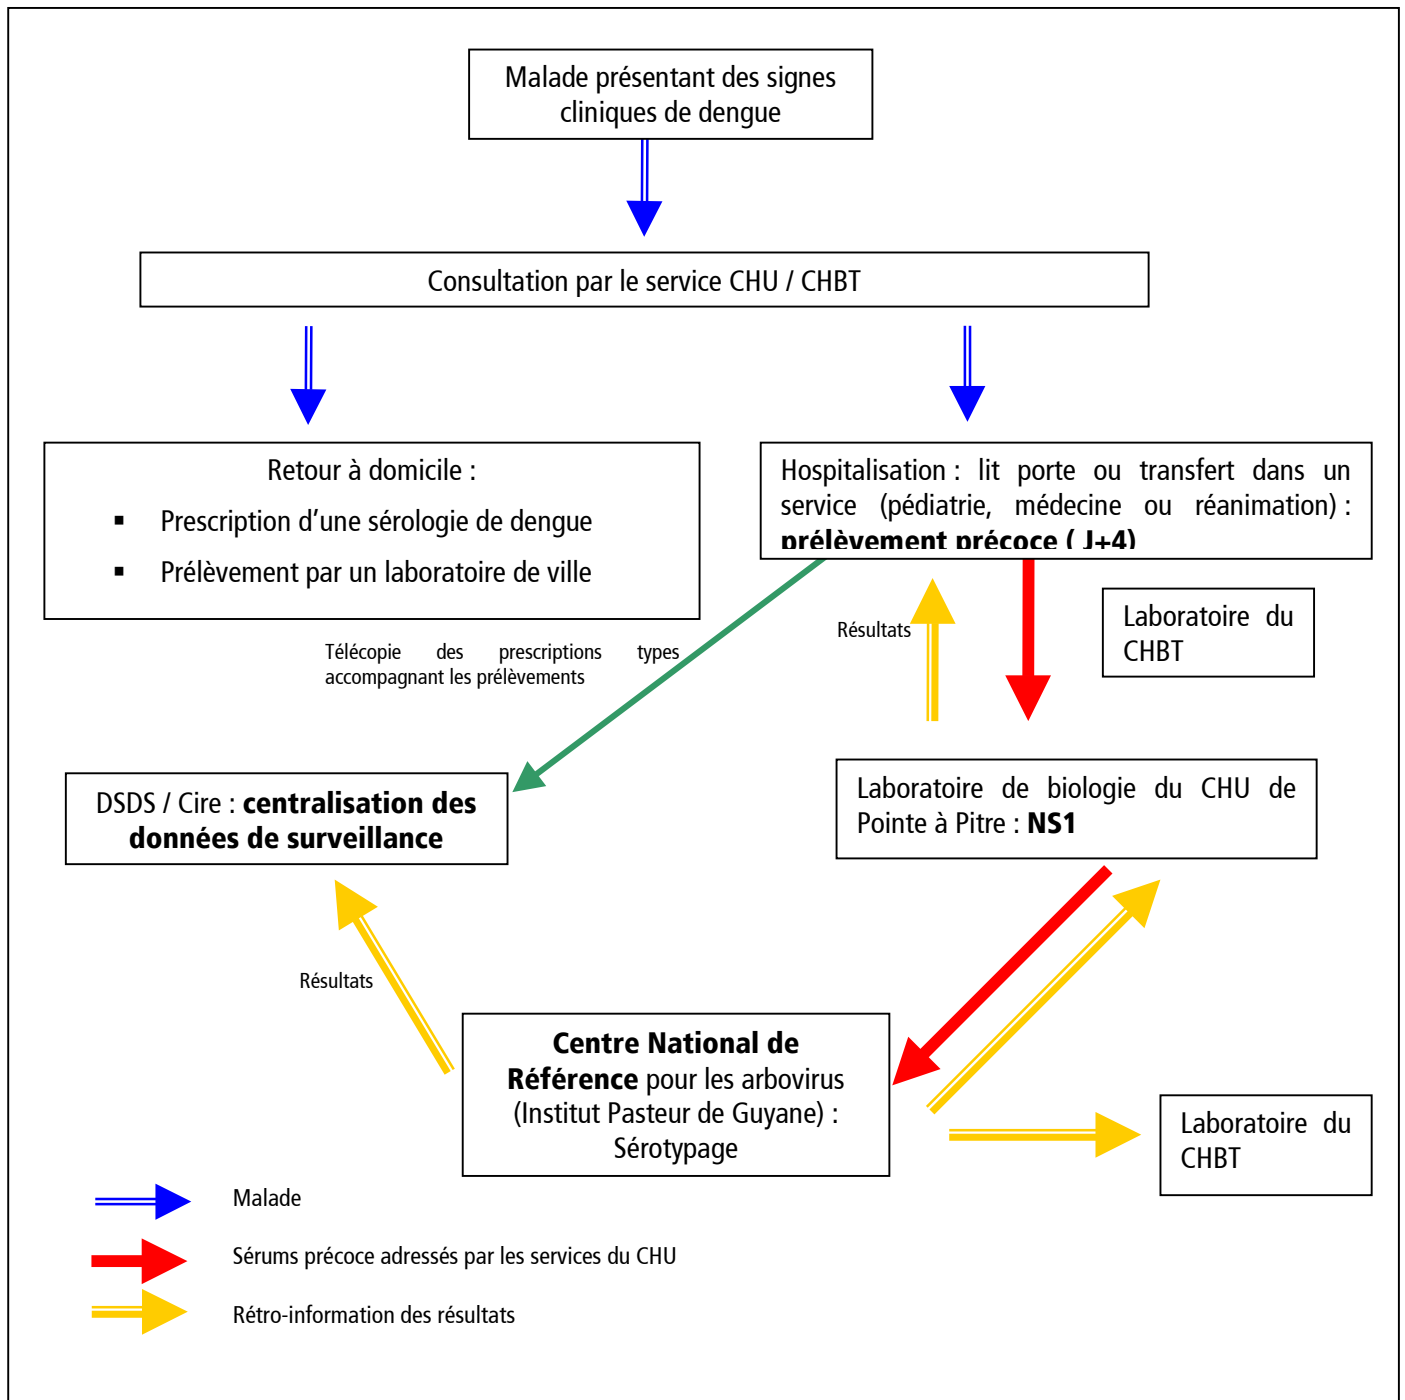 Malade présentant des signes
cliniques de dengue
Consultation par le service CHU / CHBT
Retour à domicile :
▪ Prescription d'une sérologie de dengue
▪ Prélèvement par un laboratoire de ville
Hospitalisation : lit porte ou transfert dans un
service (pédiatrie, médecine ou réanimation) :
prélèvement précoce ( J+4)
Résultats
Laboratoire du
CHBT
Télécopie des prescriptions types
accompagnant les prélèvements
DSDS / Cire : centralisation des
données de surveillance
Laboratoire de biologie du CHU de
Pointe à Pitre : NS1
Résultats
Centre National de
Référence pour les arbovirus
(Institut Pasteur de Guyane) :
Sérotypage
Laboratoire du
CHBT
Malade
Sérums précoce adressés par les services du CHU
Rétro-information des résultats